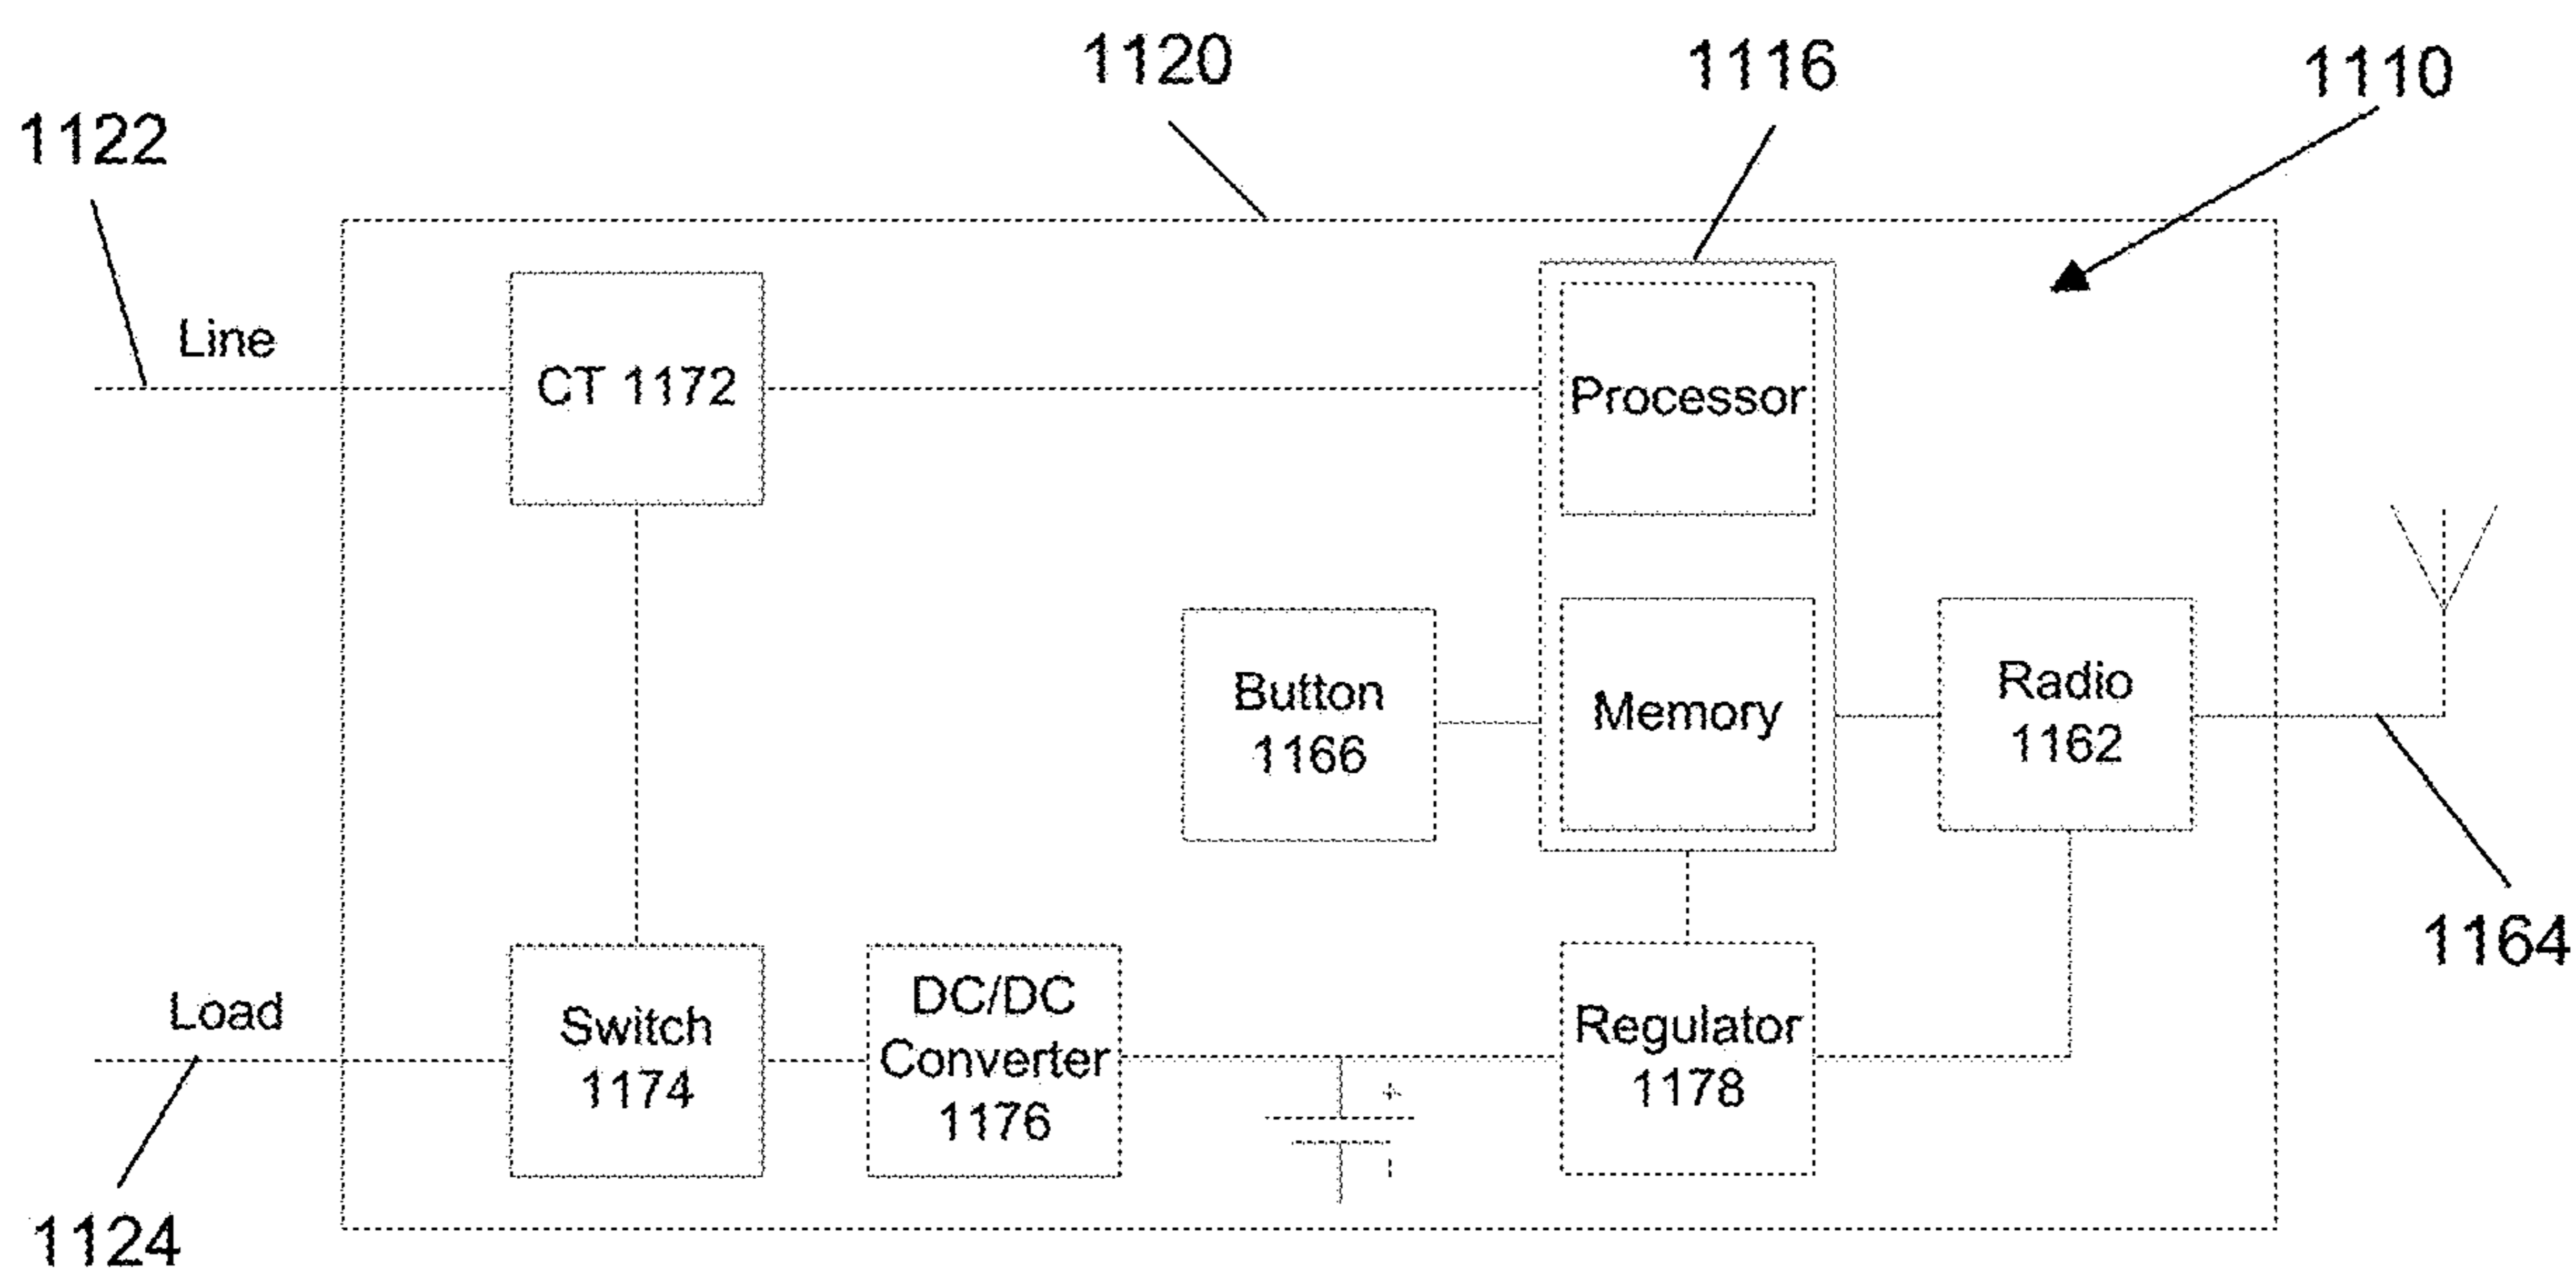 1120
1116
1110
1122
Line
CT 1172
Processor
Button
1166
Memory
Radio
1162
1164
Load
Switch
1174
DC/DC
Converter
1176
+
-
Regulator
1178
1124